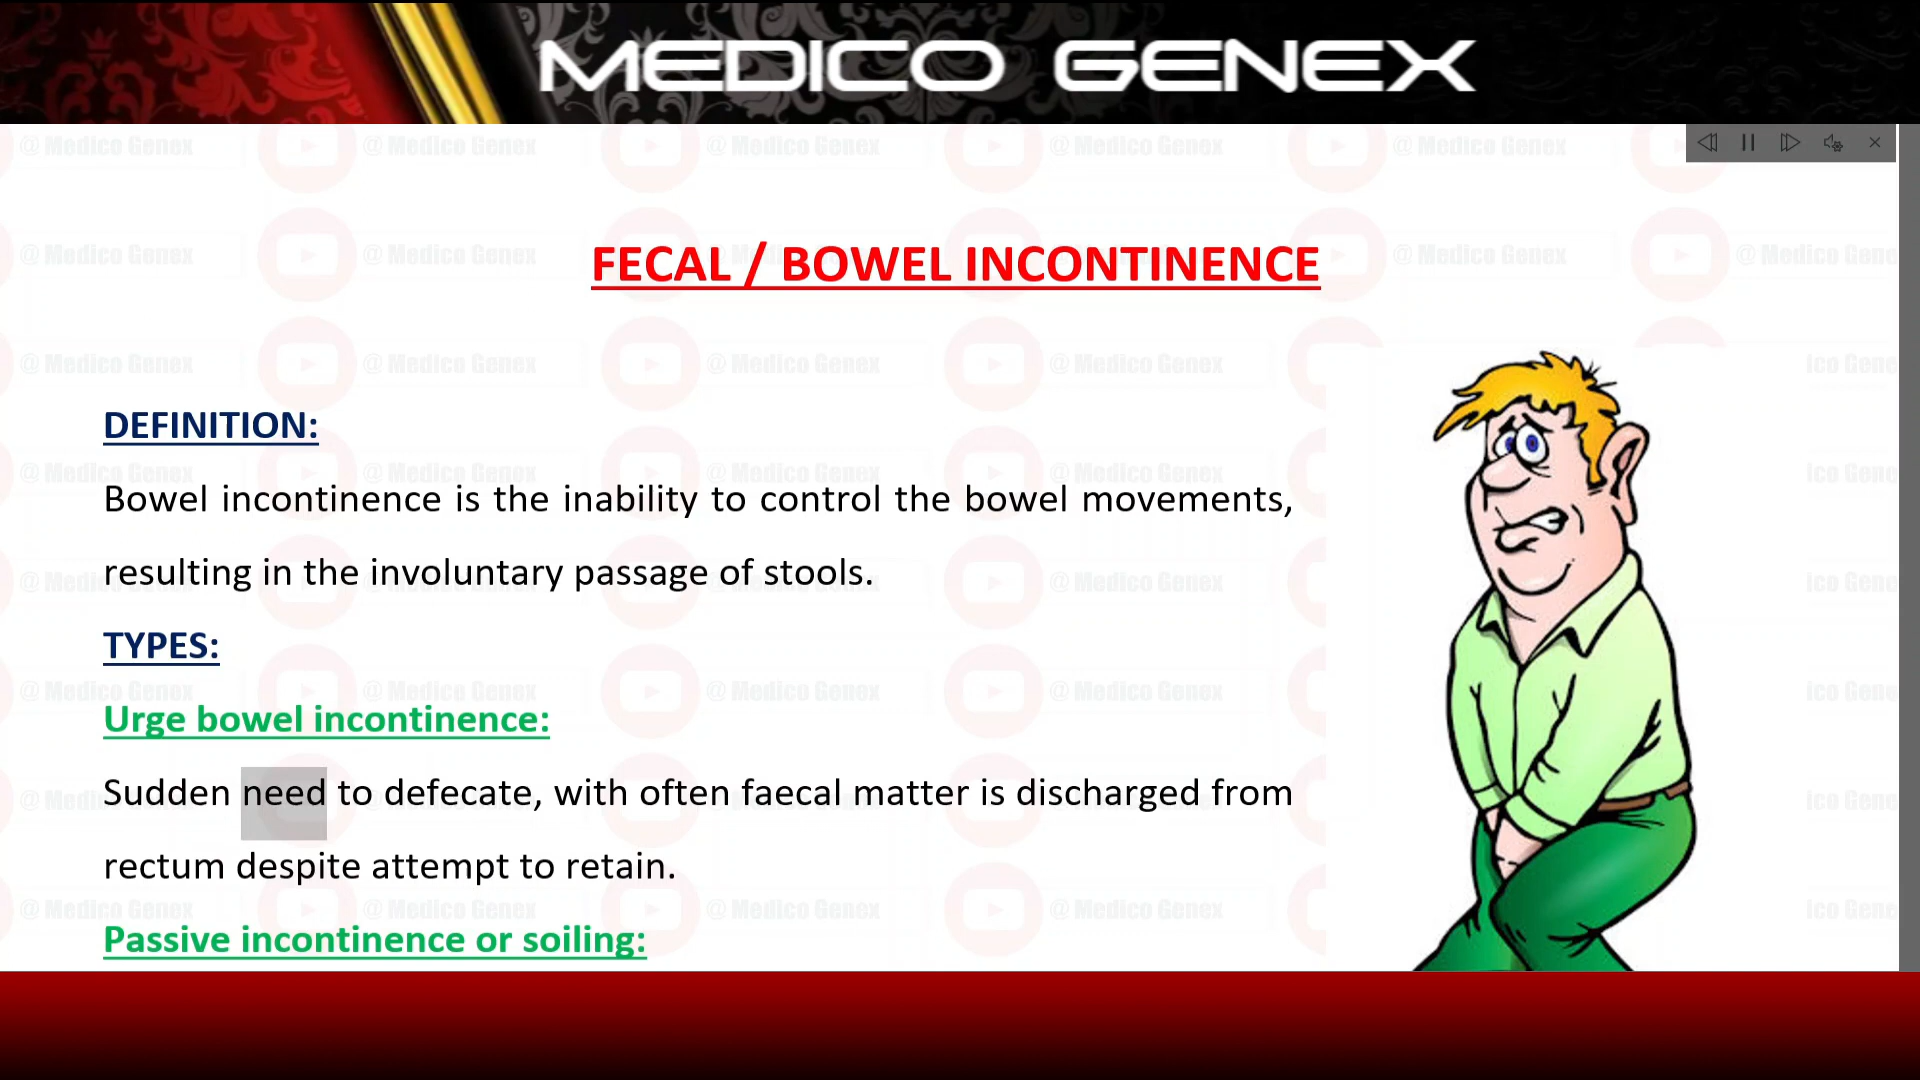 MEDICO GENEX
FECAL / BOWEL INCONTINENCE
DEFINITION:
Bowel incontinence is the inability to control the bowel movements,
resulting in the involuntary passage of stools.
TYPES:
Urge bowel incontinence:
Sudden need to defecate, with often faecal matter is discharged from
rectum despite attempt to retain.
Passive incontinence or soiling:
@ Medico Genex